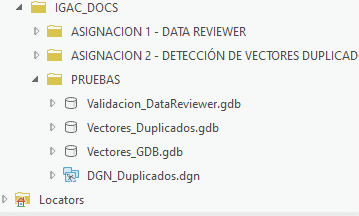 IGAC_DOCS
ASIGNACION 1 - DATA REVIEWER
ASIGNACION 2 - DETECCIÓN DE VECTORES DUPLICADO
PRUEBAS
Validacion_DataReviewer.gdb
Vectores_Duplicados.gdb
Vectores_GDB.gdb
DGN_Duplicados.dgn
Locators